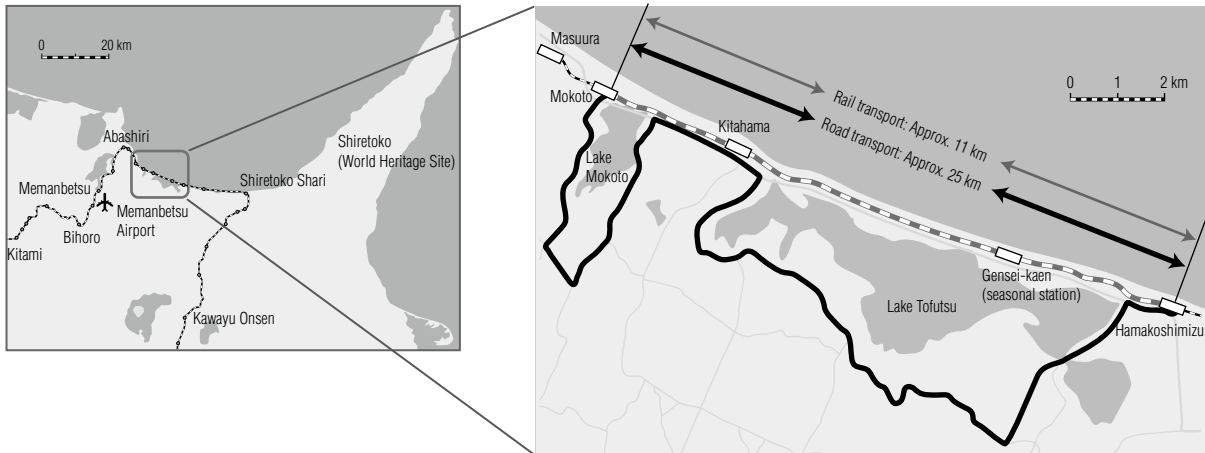 0 20 km
Abashiri
Shiretoko
(World Heritage Site)
Shiretoko Shari
Memanbetsu
Memanbetsu
Airport
Bihoro
Kitami
Kawayu Onsen
Masuura
Mokoto
Kitahama
Rail transport: Approx. 11 km
Road transport: Approx. 25 km
0 1 2 km
Lake
Mokoto
Gensei-kaen
(seasonal station)
Lake Tofutsu
Hamakoshimizu